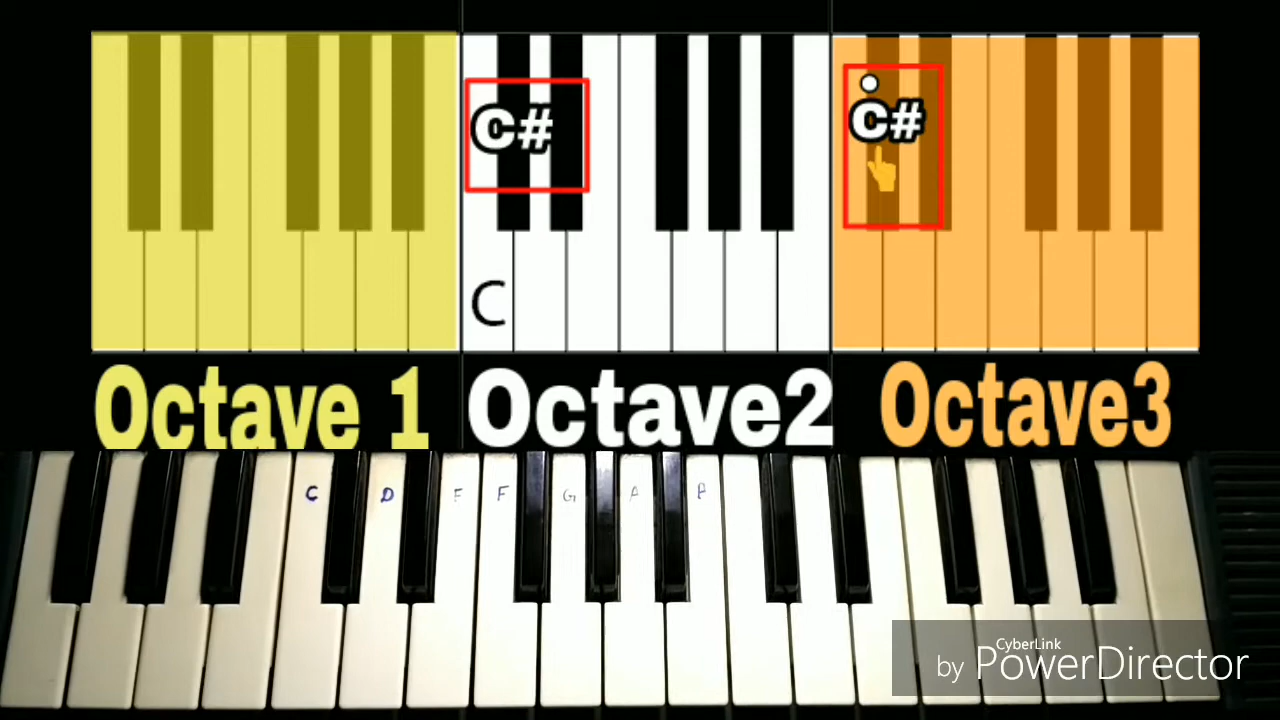 C#
C#
C
Octave 1
Octave2
Octave3
C D E F G A B
CyberLink
by PowerDirector